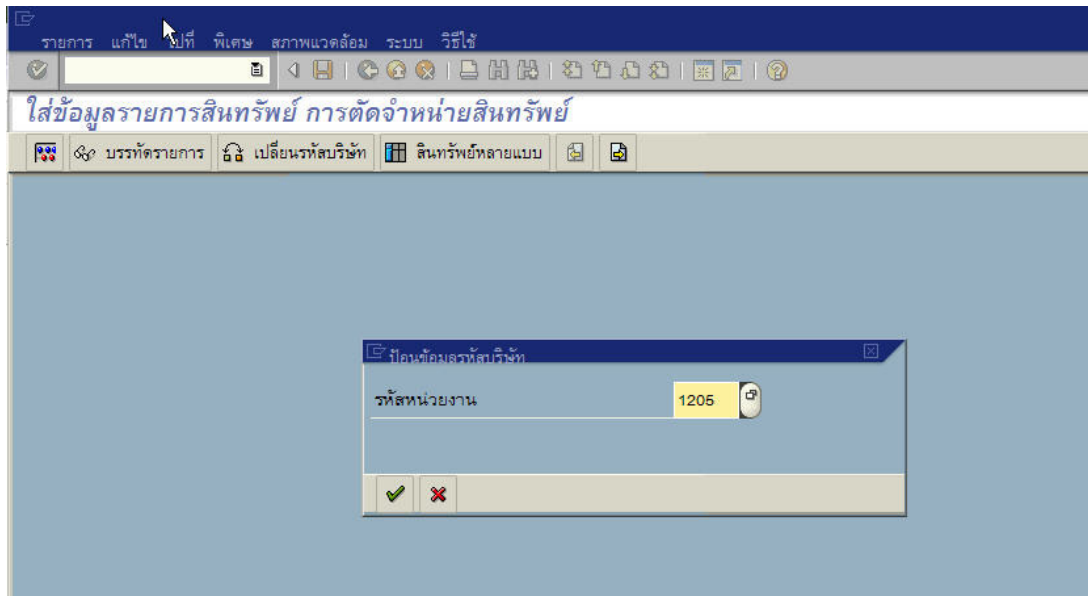 รายการ แก้ไข ไปที่ พิเศษ สภาพแวดล้อม ระบบ วิธีใช้
ใส่ข้อมูลรายการสินทรัพย์ การตัดจำหน่ายสินทรัพย์
บรรทัดรายการ เปลี่ยนรหัสบริษัท สินทรัพย์หลายแบบ
ป้อนข้อมูลรหัสบริษัท
รหัสหน่วยงาน 1205